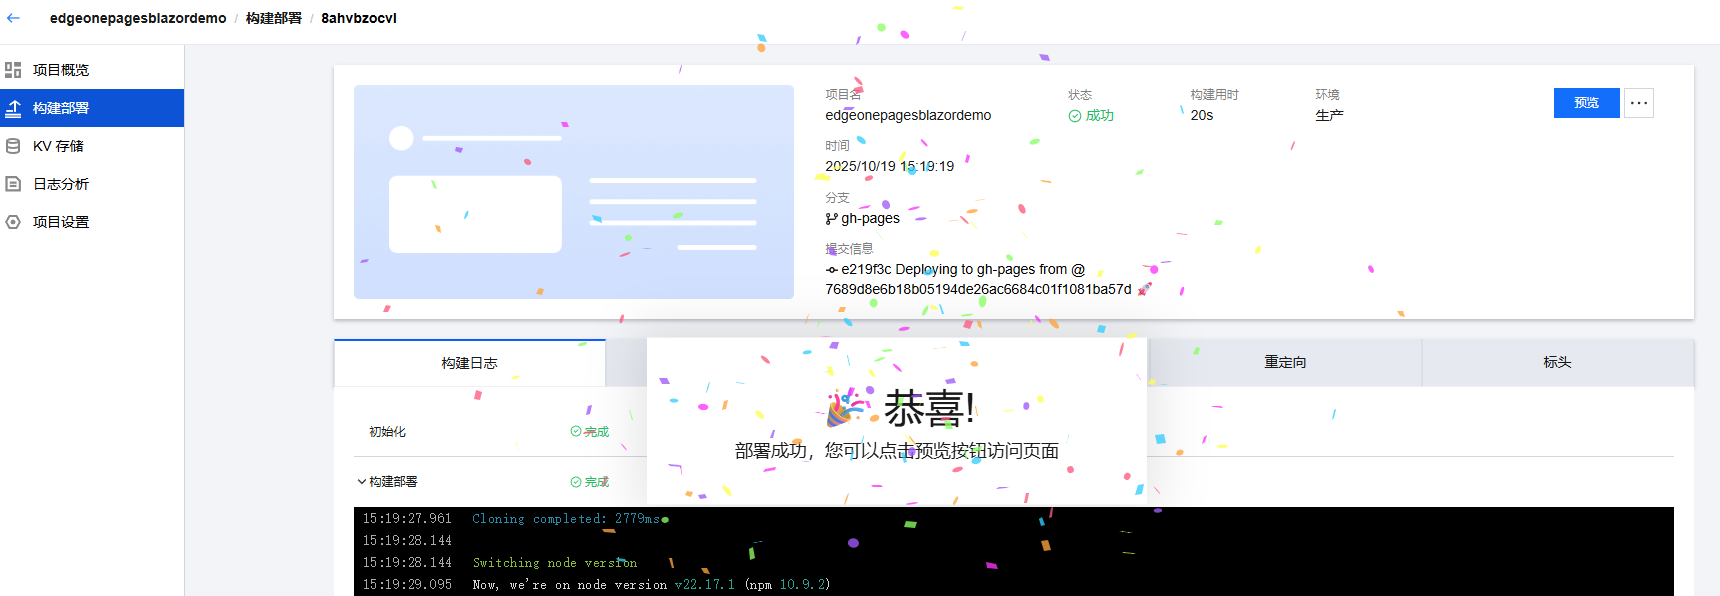 edgeonepagesblazordemo / 构建部署 / 8ahvbzocvl
项目概览
构建部署
KV 存储
日志分析
项目设置
项目名
edgeonepagesblazordemo
状态
成功
构建用时
20s
环境
生产
预览
···
时间
2025/10/19 15:19:19
分支
gh-pages
提交信息
e219f3c Deploying to gh-pages from @
7689d8e6b18b05194de26ac6684c01f1081ba57d 🚀
构建日志
重定向
标头
🎉 恭喜!
部署成功，您可以点击预览按钮访问页面
初始化
完成
构建部署
完成
15:19:27.961 Cloning completed: 2779ms
15:19:28.144
15:19:28.144 Switching node version
15:19:29.095 Now, we're on node version v22.17.1 (npm 10.9.2)